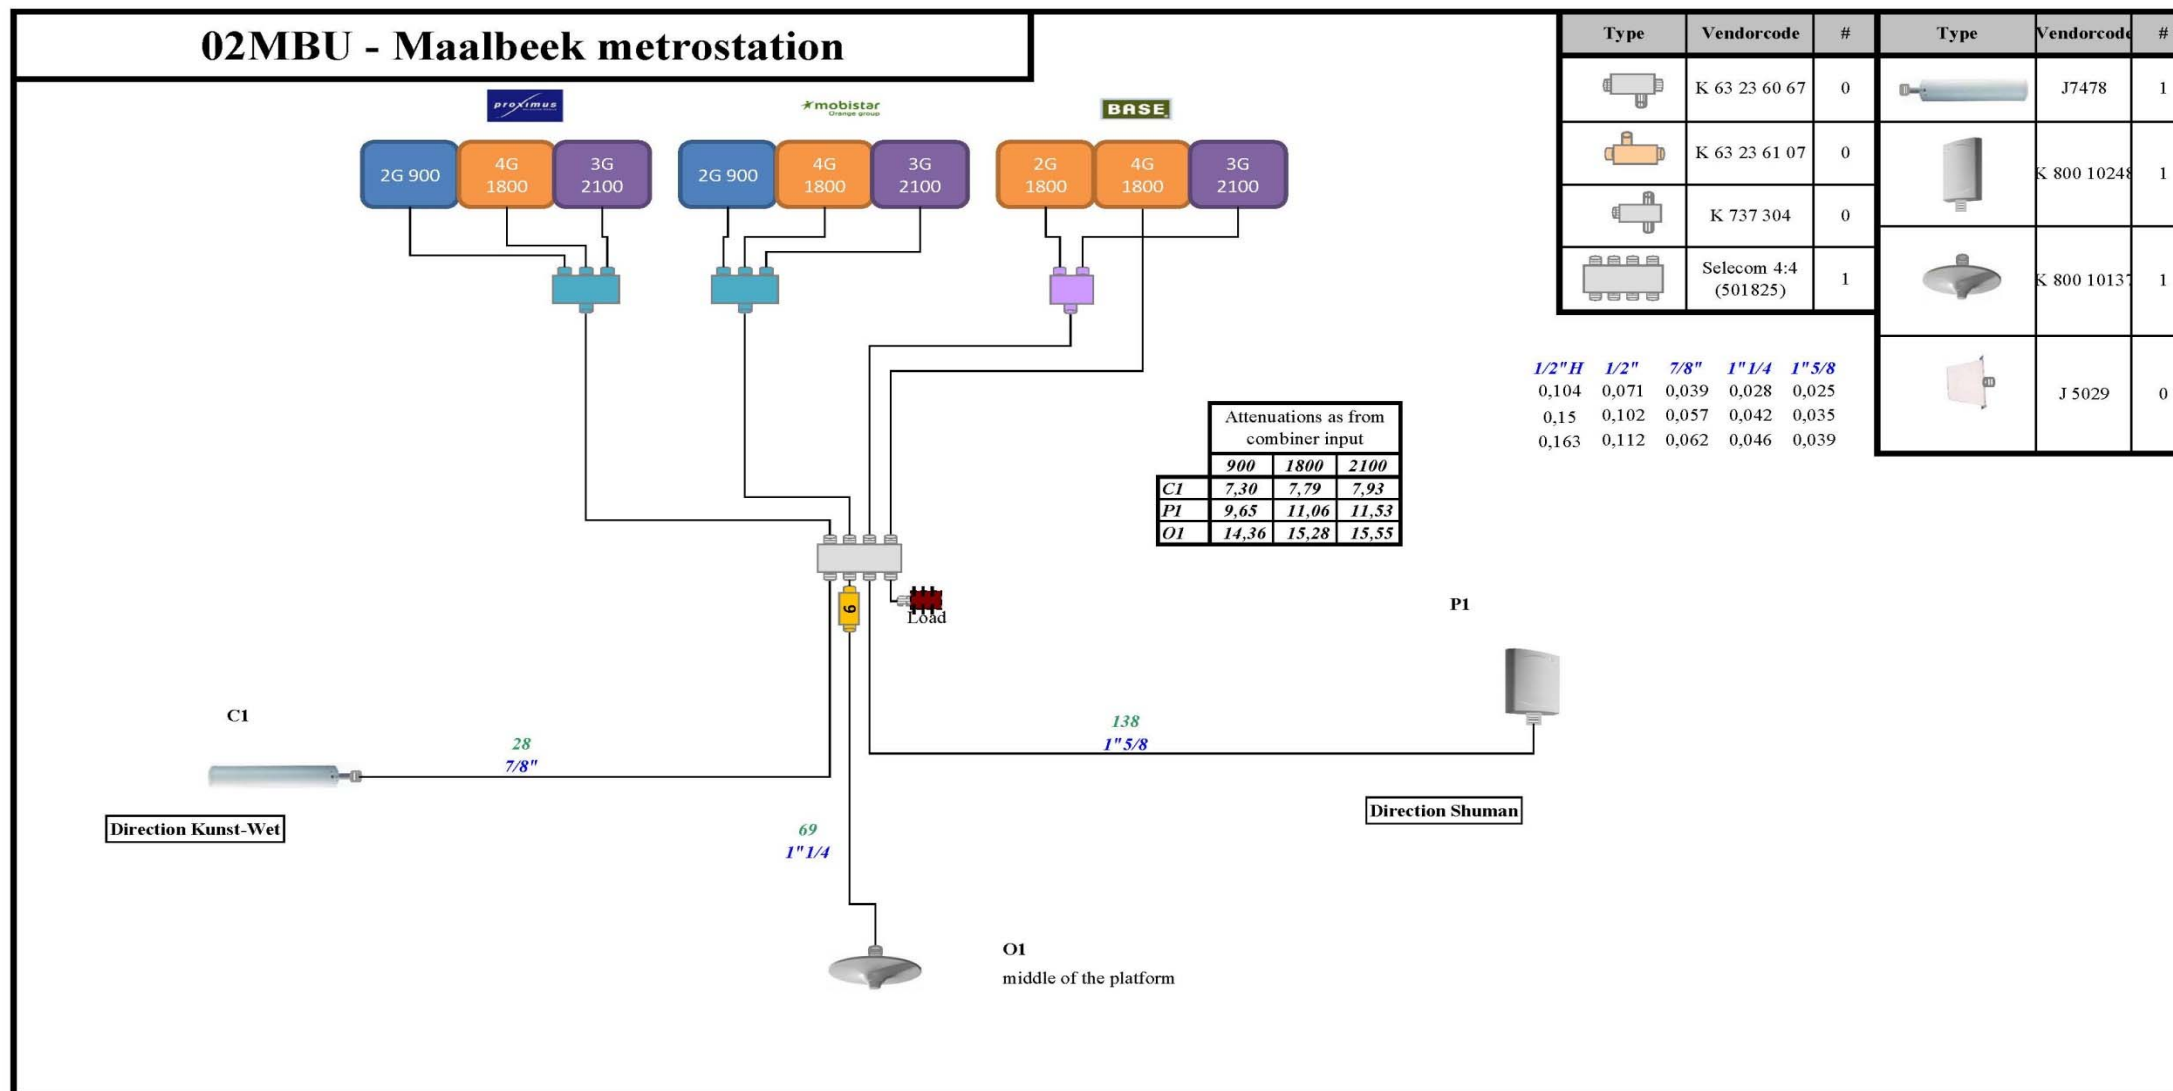 02MBU - Maalbeek metrostation
proximus
mobistar
Orange group
BASE
2G 900
4G
1800
3G
2100
2G 900
4G
1800
3G
2100
2G
1800
4G
1800
3G
2100
Type Vendorcode #
K 63 23 60 67 0
K 63 23 61 07 0
K 737 304 0
Selecom 4:4
(501825) 1
Type Vendorcode #
J7478 1
K 800 10248 1
K 800 10137 1
J 5029 0
1/2"H 1/2" 7/8" 1"1/4 1"5/8
0,104 0,071 0,039 0,028 0,025
0,15 0,102 0,057 0,042 0,035
0,163 0,112 0,062 0,046 0,039
Attenuations as from
combiner input
900 1800 2100
C1 7,30 7,79 7,93
P1 9,65 11,06 11,53
O1 14,36 15,28 15,55
6
Load
P1
C1
28
7/8"
138
1"5/8
Direction Kunst-Wet
Direction Shuman
69
1"1/4
O1
middle of the platform